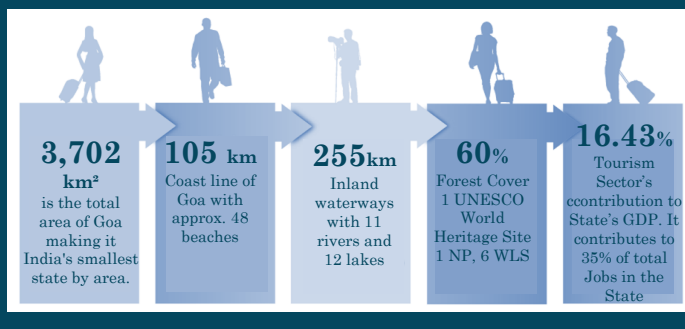 3,702
km²
is the total
area of Goa
making it
India's smallest
state by area.
105 km
Coast line of
Goa with
approx. 48
beaches
255km
Inland
waterways
with 11
rivers and
12 lakes
60%
Forest Cover
1 UNESCO
World
Heritage Site
1 NP, 6 WLS
16.43%
Tourism
Sector's
ccontribution to
State's GDP. It
contributes to
35% of total
Jobs in the
State